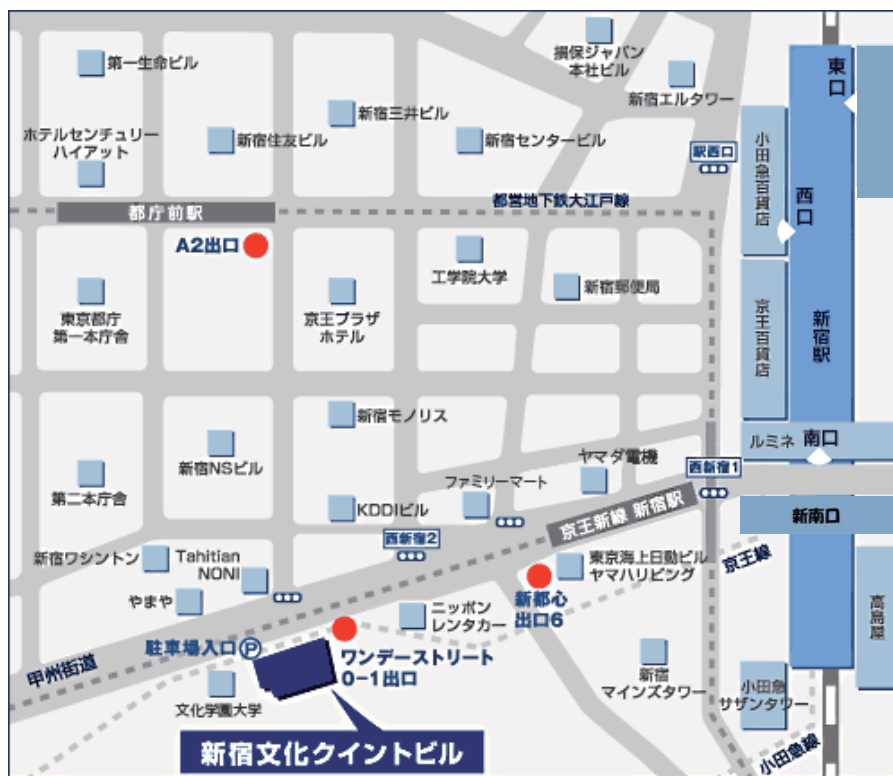 第一生命ビル
損保ジャパン
本社ビル
東口
新宿エルタワー
ホテルセンチュリー
ハイアット
新宿住友ビル
新宿三井ビル
新宿センタービル
駅西口
小田急百貨店
西口
都庁前駅
都営地下鉄大江戸線
A2出口
工学院大学
新宿郵便局
東京都庁
第一本庁舎
京王プラザ
ホテル
京王百貨店
新宿駅
新宿モノリス
ルミネ
南口
新宿NSビル
第二本庁舎
ヤマダ電機
西新宿1
ファミリーマート
KDDIビル
京王新線 新宿駅
新南口
西新宿2
新宿ワシントン
Tahitian
NONI
東京海上日動ビル
ヤマハリビング
京王線
やまや
ニッポン
レンタカー
新都心
出口6
高島屋
駐車場入口
P
ワンデーストリート
0-1出口
甲州街道
文化学園大学
新宿
マインズタワー
小田急
サザンタワー
新宿文化クイントビル
小田急線